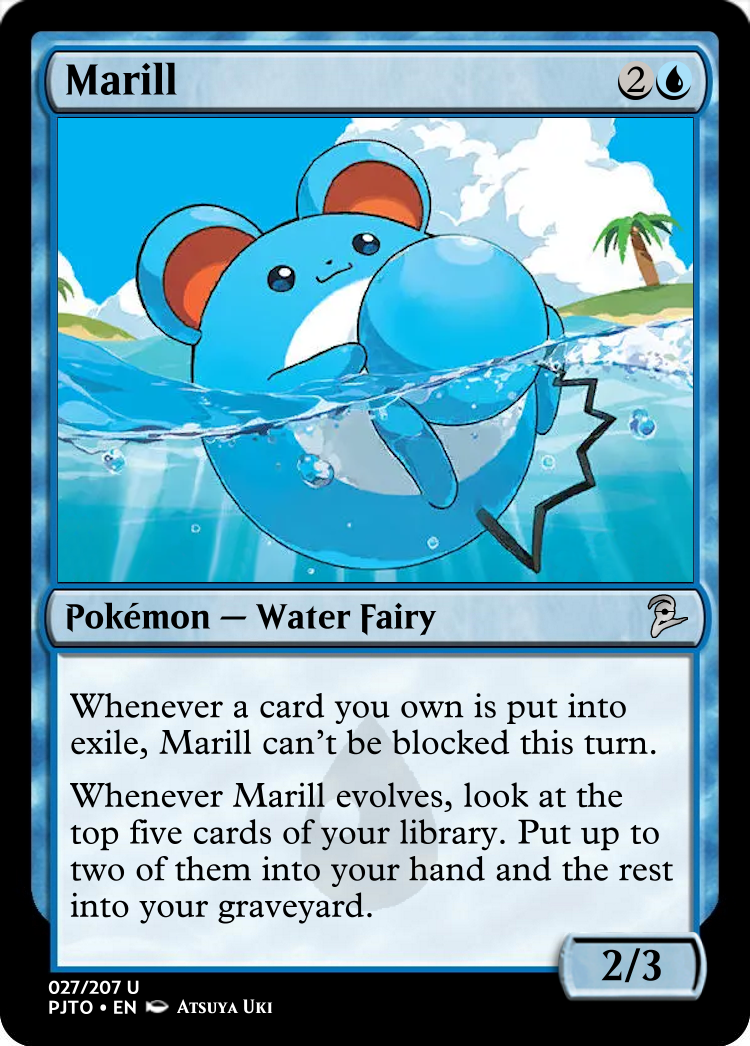 Marill 2
Pokémon — Water Fairy
Whenever a card you own is put into
exile, Marill can't be blocked this turn.
Whenever Marill evolves, look at the
top five cards of your library. Put up to
two of them into your hand and the rest
into your graveyard.
2/3
027/207 U
PJTO • EN Atsuya Uki